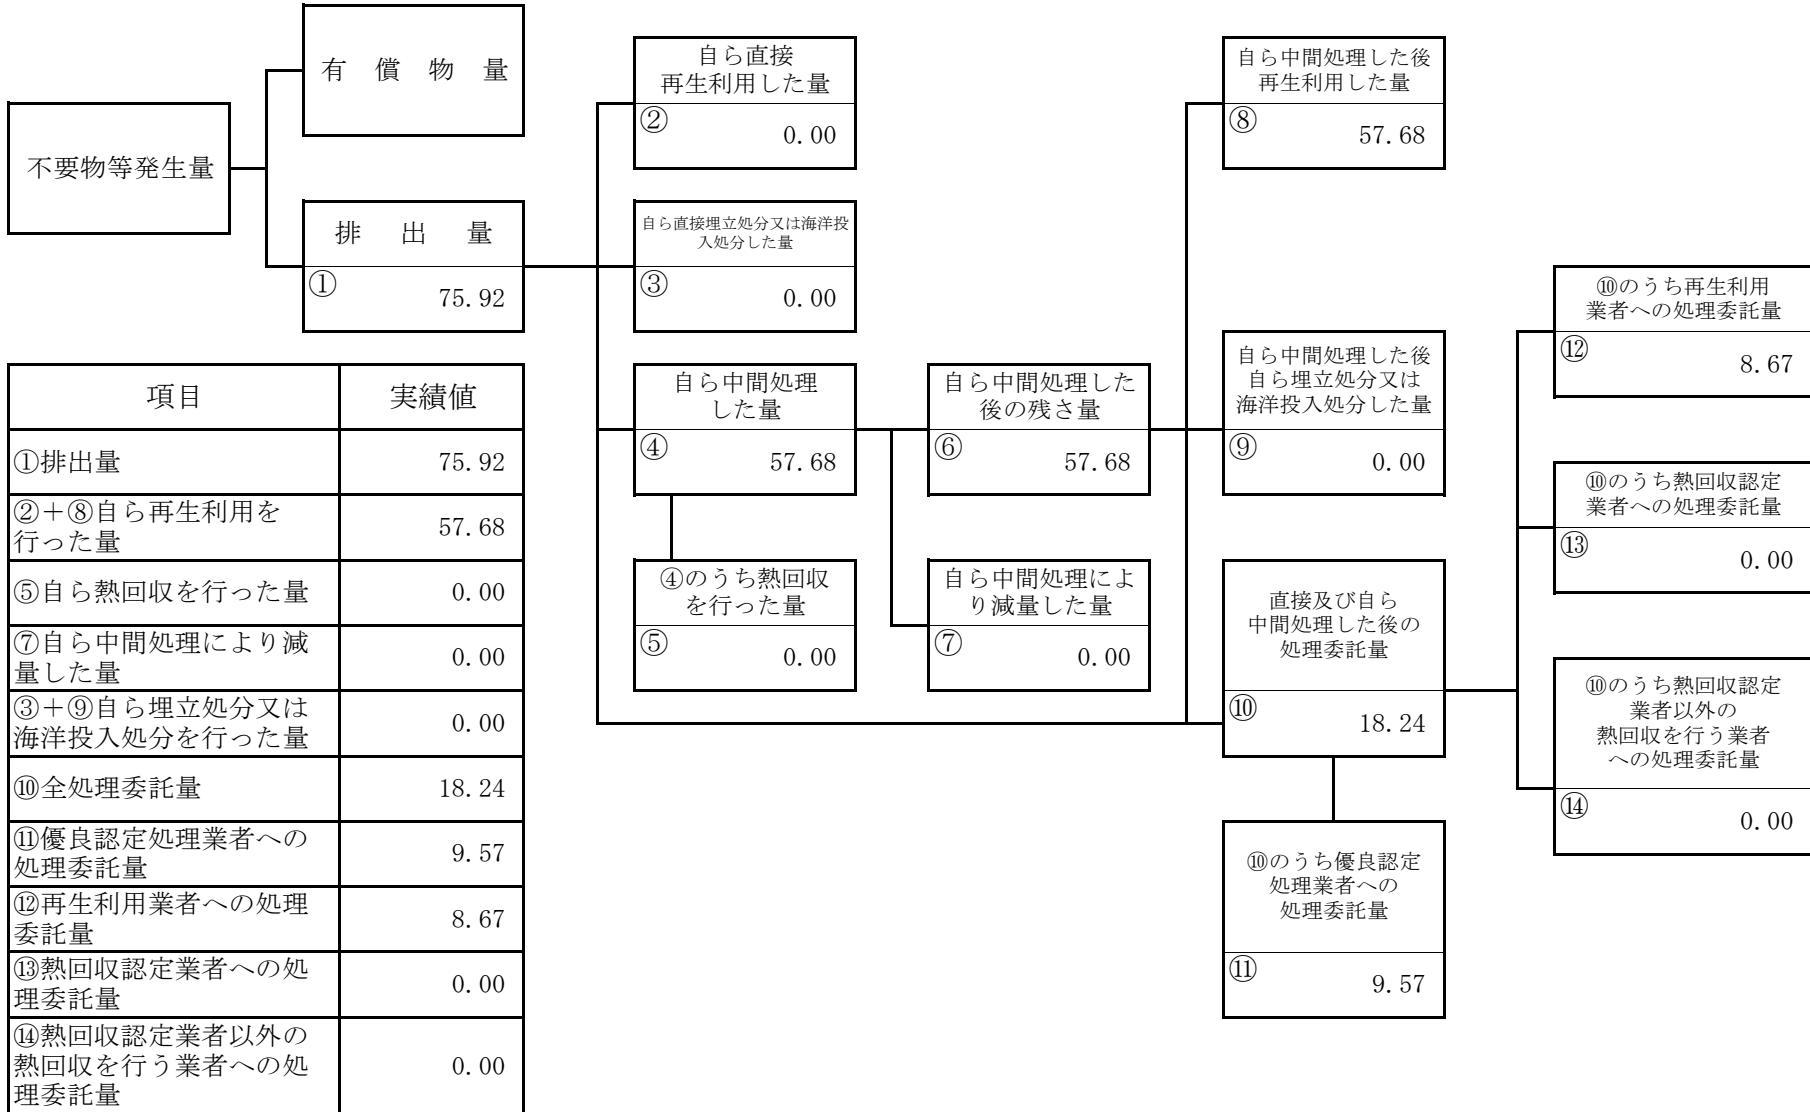 有 償 物 量
不要物等発生量
排 出 量
① 75.92
自ら直接
再生利用した量
② 0.00
自ら直接埋立処分又は海洋投
入処分した量
③ 0.00
自ら中間処理
した量
④ 57.68
④のうち熱回収
を行った量
⑤ 0.00
自ら中間処理した
後の残さ量
⑥ 57.68
自ら中間処理によ
り減量した量
⑦ 0.00
自ら中間処理した後
再生利用した量
⑧ 57.68
自ら中間処理した後
自ら埋立処分又は
海洋投入処分した量
⑨ 0.00
直接及び自ら
中間処理した後の
処理委託量
⑩ 18.24
⑩のうち優良認定
処理業者への
処理委託量
⑪ 9.57
⑩のうち再生利用
業者への処理委託量
⑫ 8.67
⑩のうち熱回収認定
業者への処理委託量
⑬ 0.00
⑩のうち熱回収認定
業者以外の
熱回収を行う業者
への処理委託量
⑭ 0.00
項目 実績値
①排出量 75.92
②＋⑧自ら再生利用を
行った量 57.68
⑤自ら熱回収を行った量 0.00
⑦自ら中間処理により減
量した量 0.00
③＋⑨自ら埋立処分又は
海洋投入処分を行った量 0.00
⑩全処理委託量 18.24
⑪優良認定処理業者への
処理委託量 9.57
⑫再生利用業者への処理
委託量 8.67
⑬熱回収認定業者への処
理委託量 0.00
⑭熱回収認定業者以外の
熱回収を行う業者への処
理委託量 0.00